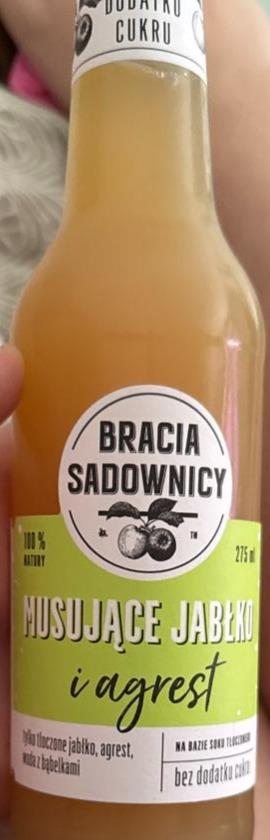 DODATKU
CUKRU
BRACIA
SADOWNICY
TM
100 %
NATURY
275 ml
MUSUJĄCE JABŁKO
i agrest
tylko tłoczone jabłko, agrest,
woda z bąbelkami
NA BAZIE SOKU TŁOCZONEGO
bez dodatku cukru